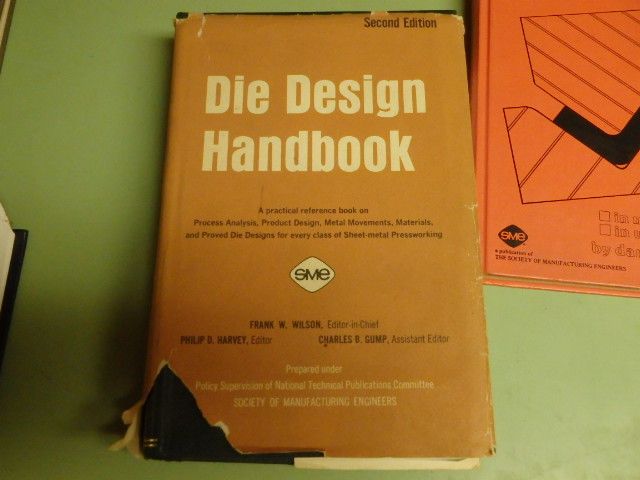 Second Edition
Die Design
Handbook
A practical reference book on
Process Analysis, Product Design, Metal Movements, Materials,
and Proved Die Designs for every class of Sheet-metal Pressworking
sme
FRANK W. WILSON, Editor-in-Chief
PHILIP D. HARVEY, Editor CHARLES B. GUMP, Assistant Editor
Prepared under
Policy Supervision of National Technical Publications Committee
SOCIETY OF MANUFACTURING ENGINEERS
in
in
by
sme
a publication of
THE SOCIETY OF MANUFACTURING ENGINEERS